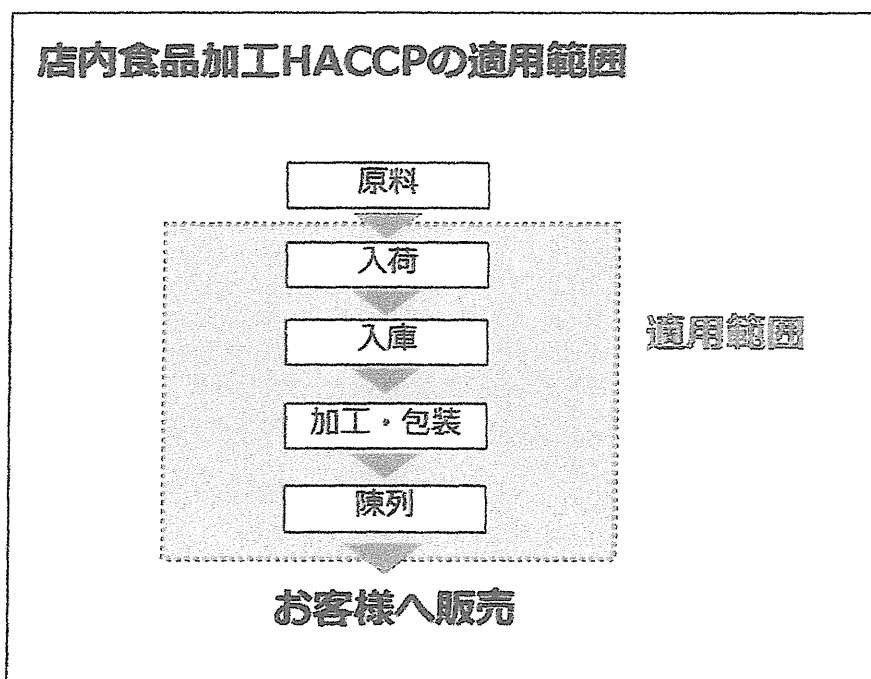 店内食品加工HACCPの適用範囲
原料
入荷
入庫
適用範囲
加工・包装
陳列
お客様へ販売